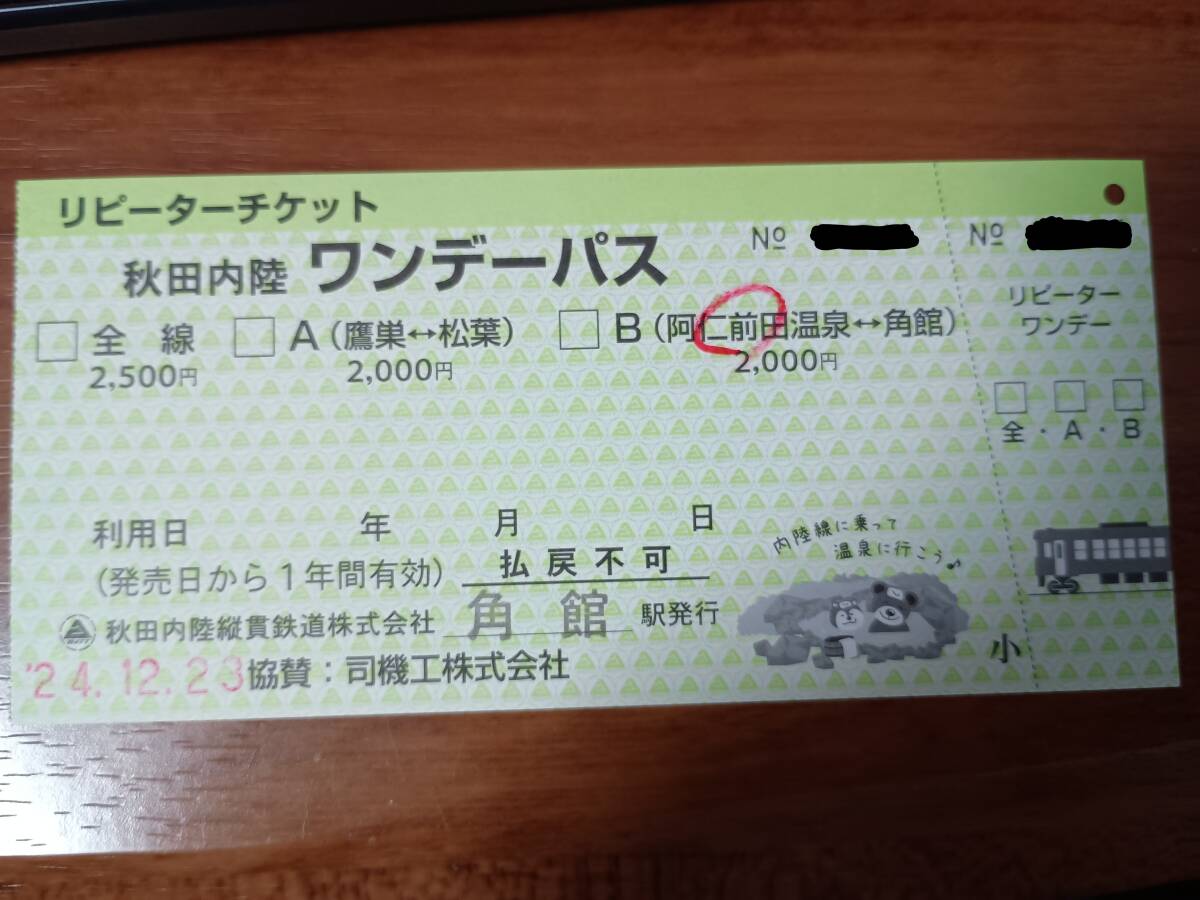 リピーターチケット
秋田内陸 ワンデーパス
№
□ 全 線 □ A（鷹巣↔松葉） □ B（阿仁前田温泉↔角館）
2,500円 2,000円 2,000円
利用日 年 月 日
（発売日から1年間有効） 払戻不可
秋田内陸縦貫鉄道株式会社 角館 駅発行
'24.12.23 協賛：司機工株式会社
内陸線に乗って
温泉に行こう♪
小
№
リピーター
ワンデー
□ □ □
全・A・B